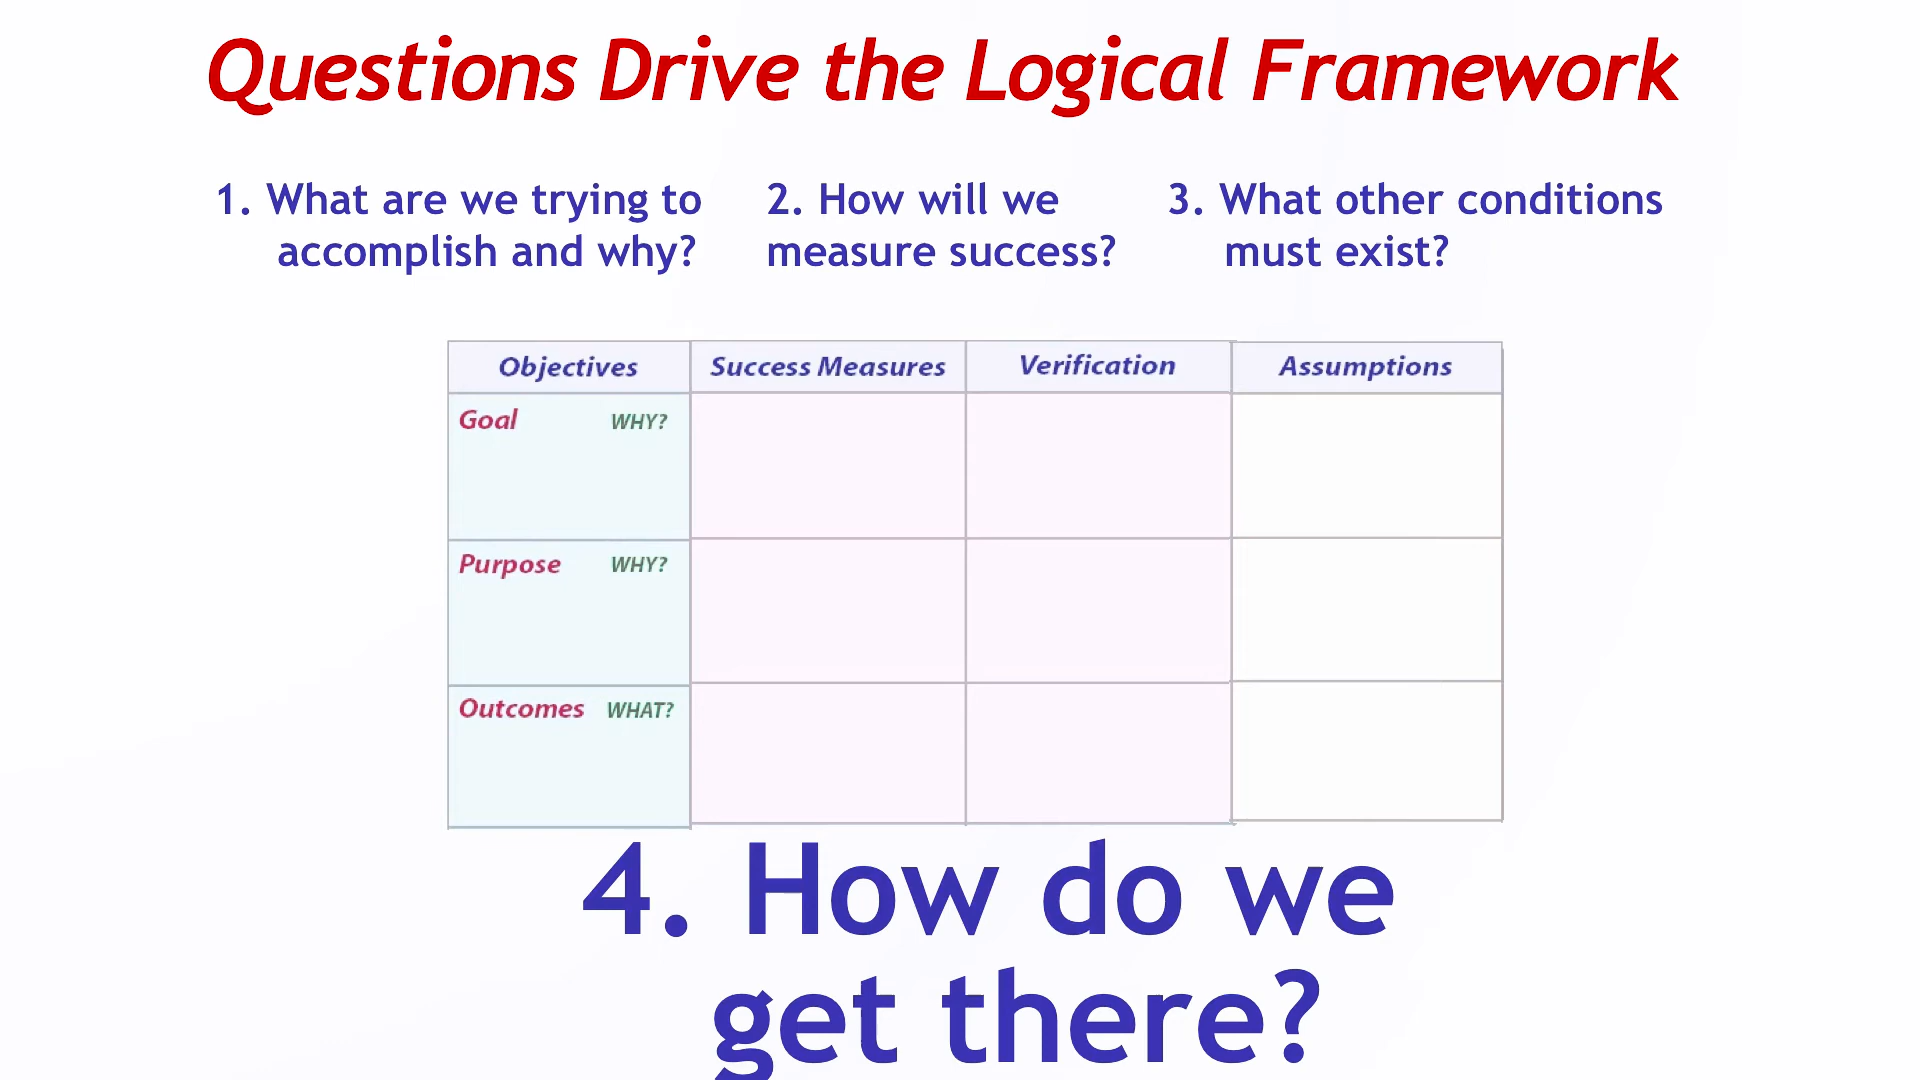 Questions Drive the Logical Framework
1. What are we trying to
accomplish and why?
2. How will we
measure success?
3. What other conditions
must exist?
Objectives Success Measures Verification Assumptions
Goal WHY?
Purpose WHY?
Outcomes WHAT?
4. How do we
get there?